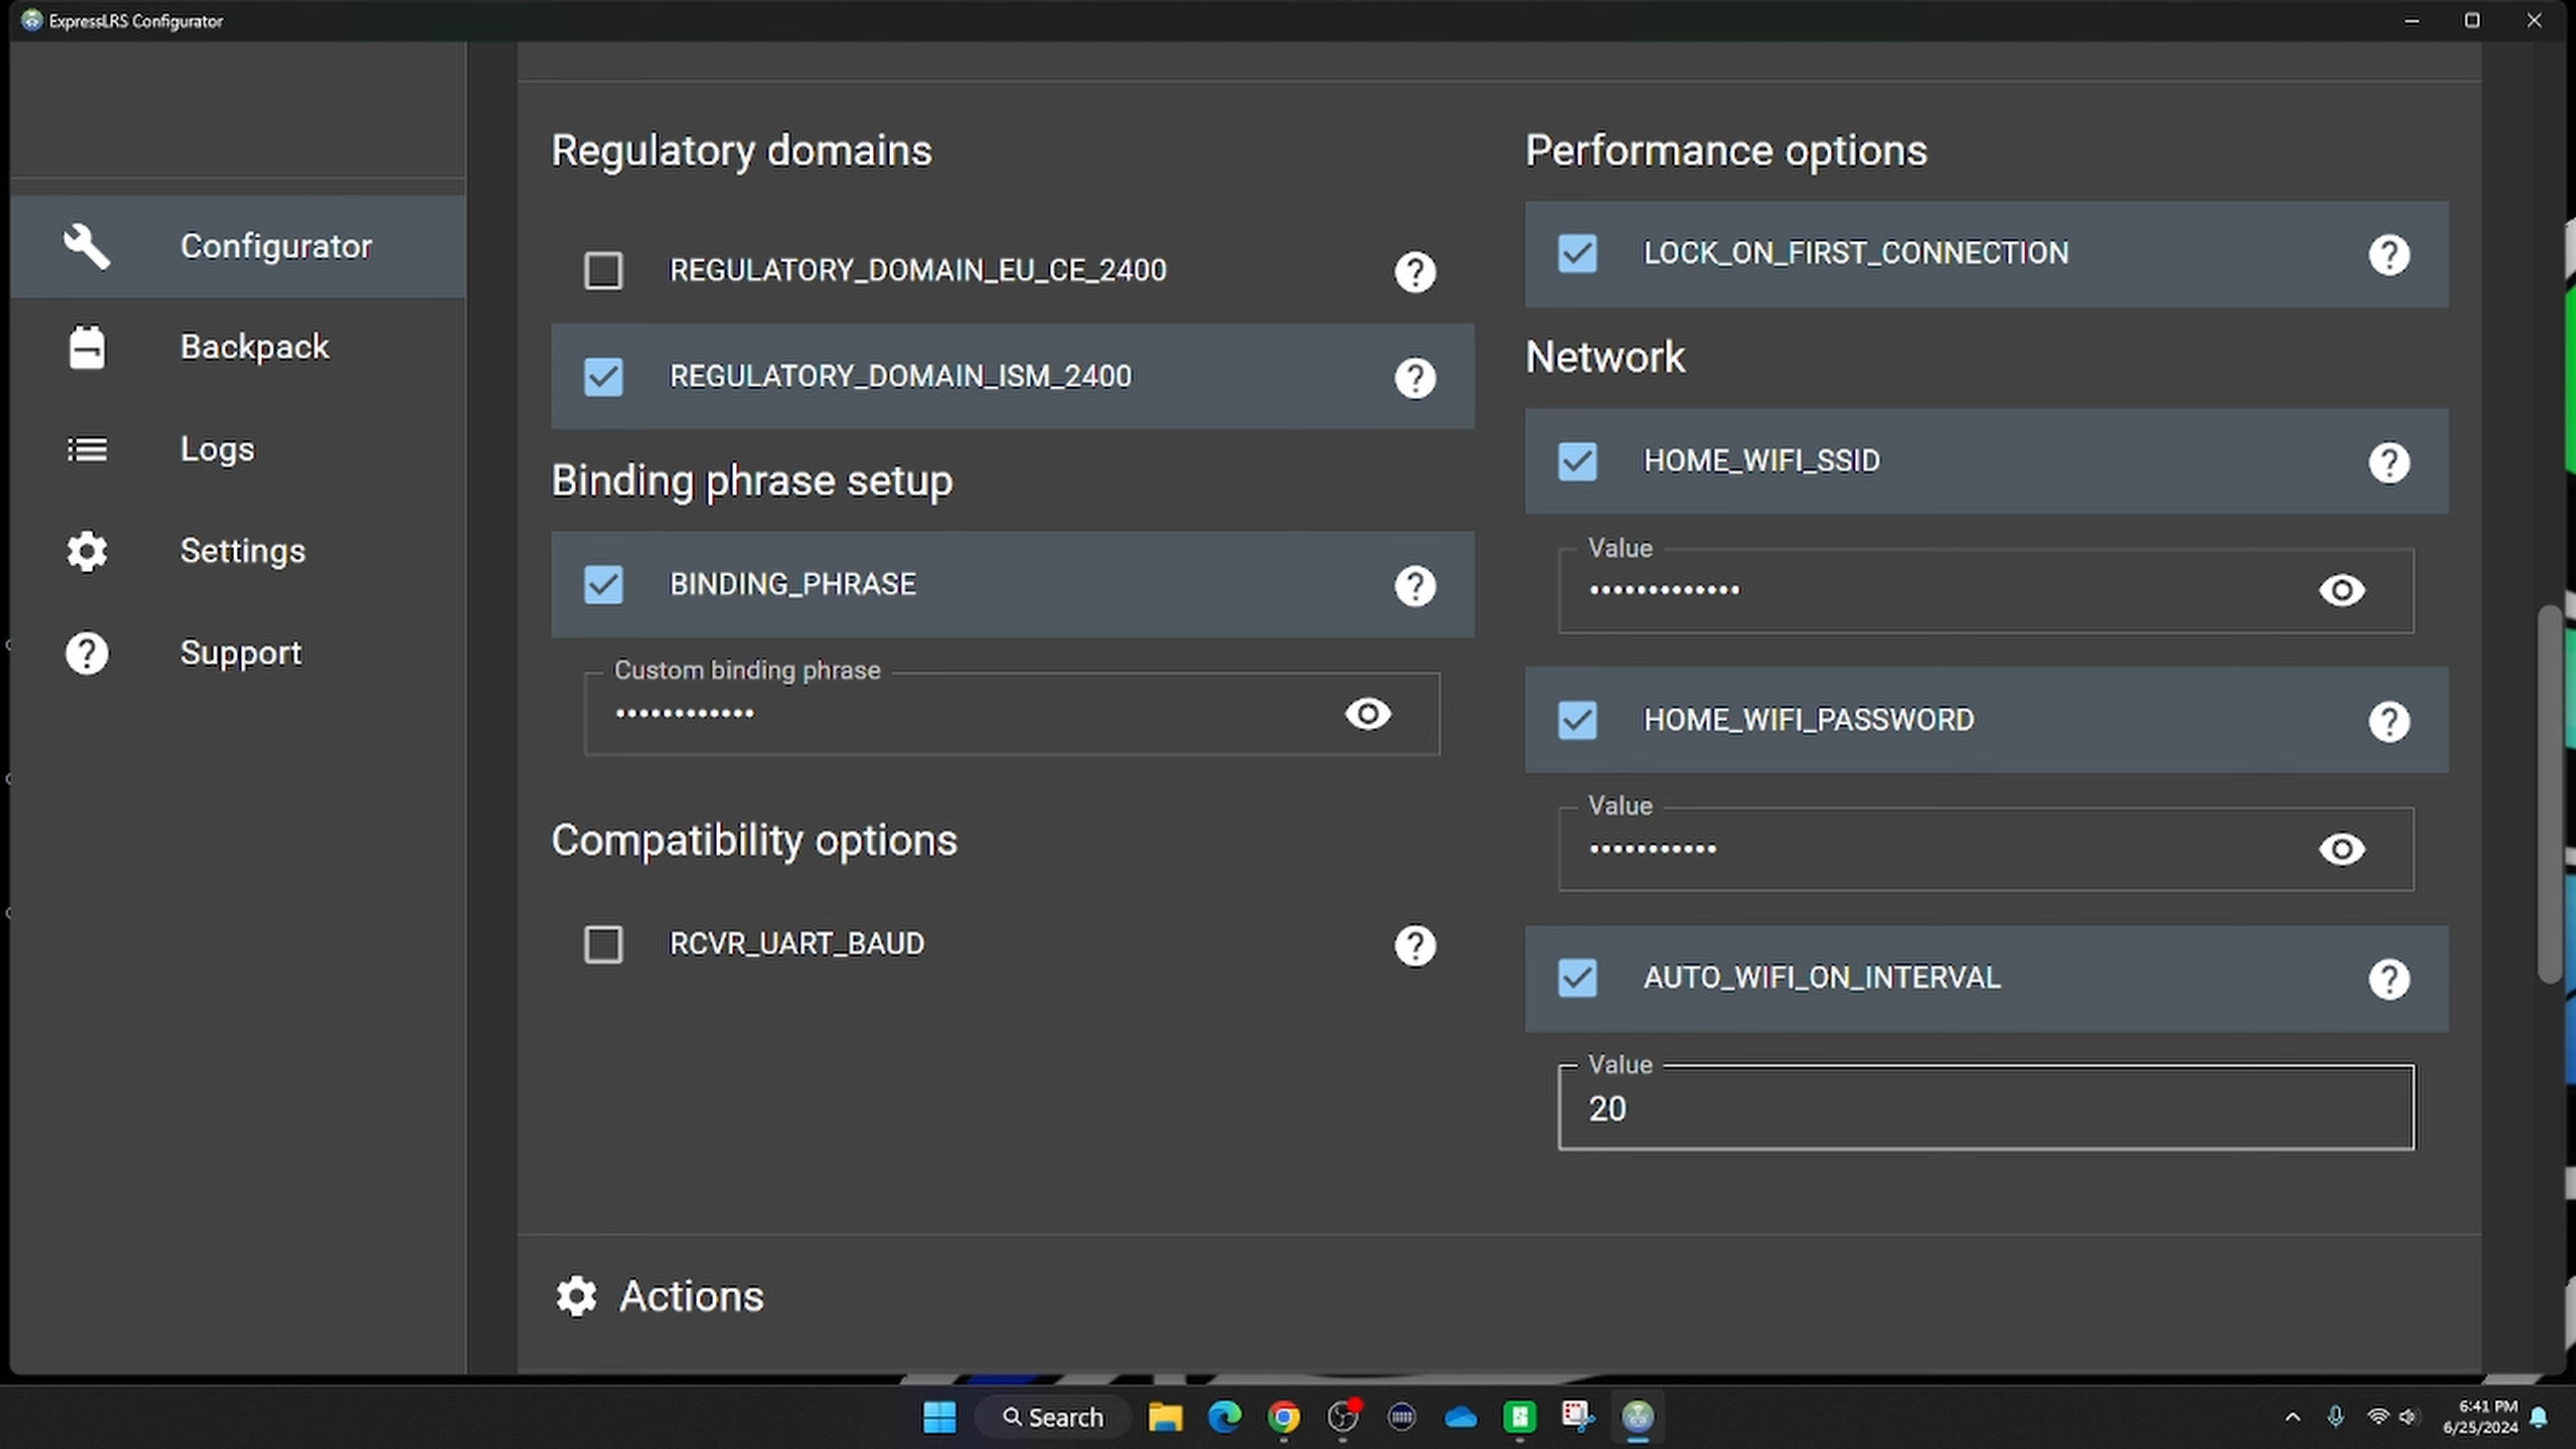 ExpressLRS Configurator
Configurator
Backpack
Logs
Settings
Support
Regulatory domains
REGULATORY_DOMAIN_EU_CE_2400
REGULATORY_DOMAIN_ISM_2400
Binding phrase setup
BINDING_PHRASE
Custom binding phrase
••••••••••••
Compatibility options
RCVR_UART_BAUD
Performance options
LOCK_ON_FIRST_CONNECTION
Network
HOME_WIFI_SSID
Value
•••••••••••••
HOME_WIFI_PASSWORD
Value
•••••••••••
AUTO_WIFI_ON_INTERVAL
Value
20
Actions
Search
6:41 PM
6/25/2024